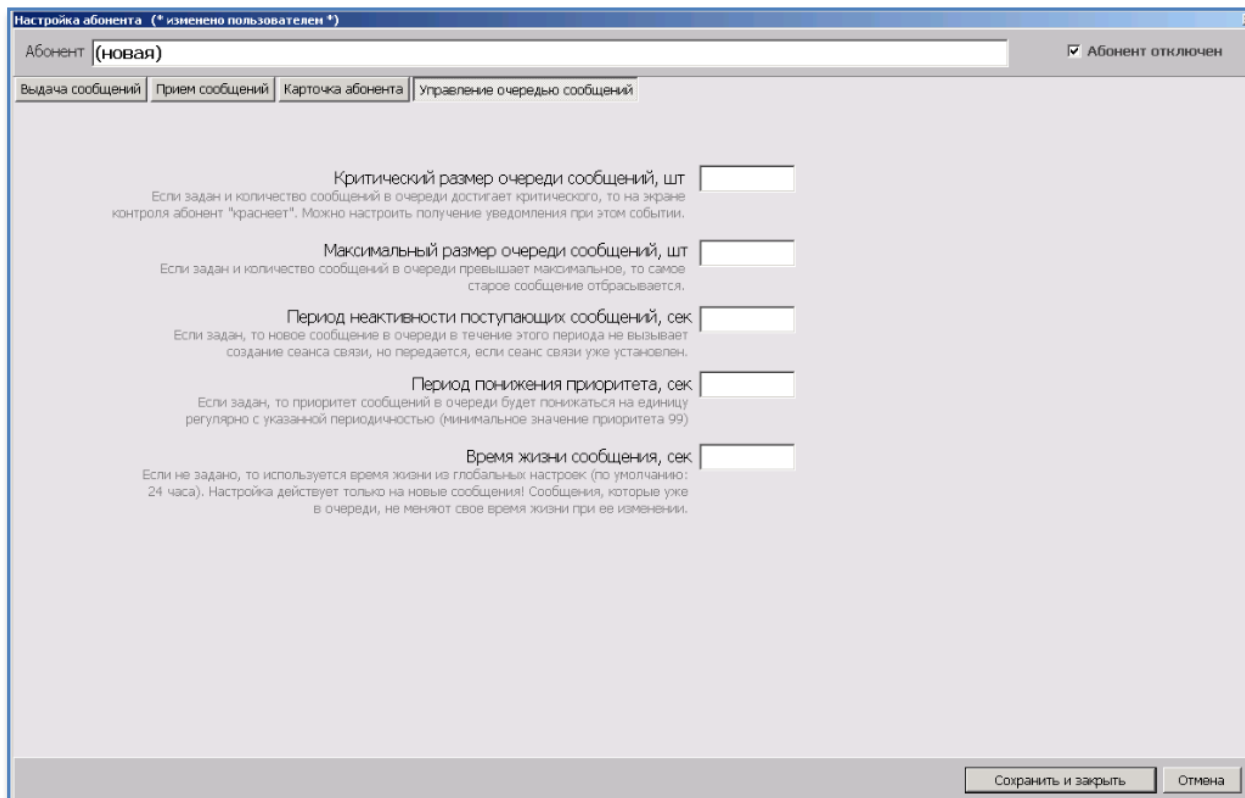 Настройка абонента (* изменено пользователем *)
Абонент (новая) Абонент отключен
Выдача сообщений Прием сообщений Карточка абонента Управление очередью сообщений
Критический размер очереди сообщений, шт
Если задан и количество сообщений в очереди достигает критического, то на экране
контроля абонент "краснеет". Можно настроить получение уведомления при этом событии.
Максимальный размер очереди сообщений, шт
Если задан и количество сообщений в очереди превышает максимальное, то самое
старое сообщение отбрасывается.
Период неактивности поступающих сообщений, сек
Если задан, то новое сообщение в очереди в течение этого периода не вызывает
создание сеанса связи, но передается, если сеанс связи уже установлен.
Период понижения приоритета, сек
Если задан, то приоритет сообщений в очереди будет понижаться на единицу
регулярно с указанной периодичностью (минимальное значение приоритета 99)
Время жизни сообщения, сек
Если не задано, то используется время жизни из глобальных настроек (по умолчанию:
24 часа). Настройка действует только на новые сообщения! Сообщения, которые уже
в очереди, не меняют свое время жизни при ее изменении.
Сохранить и закрыть Отмена